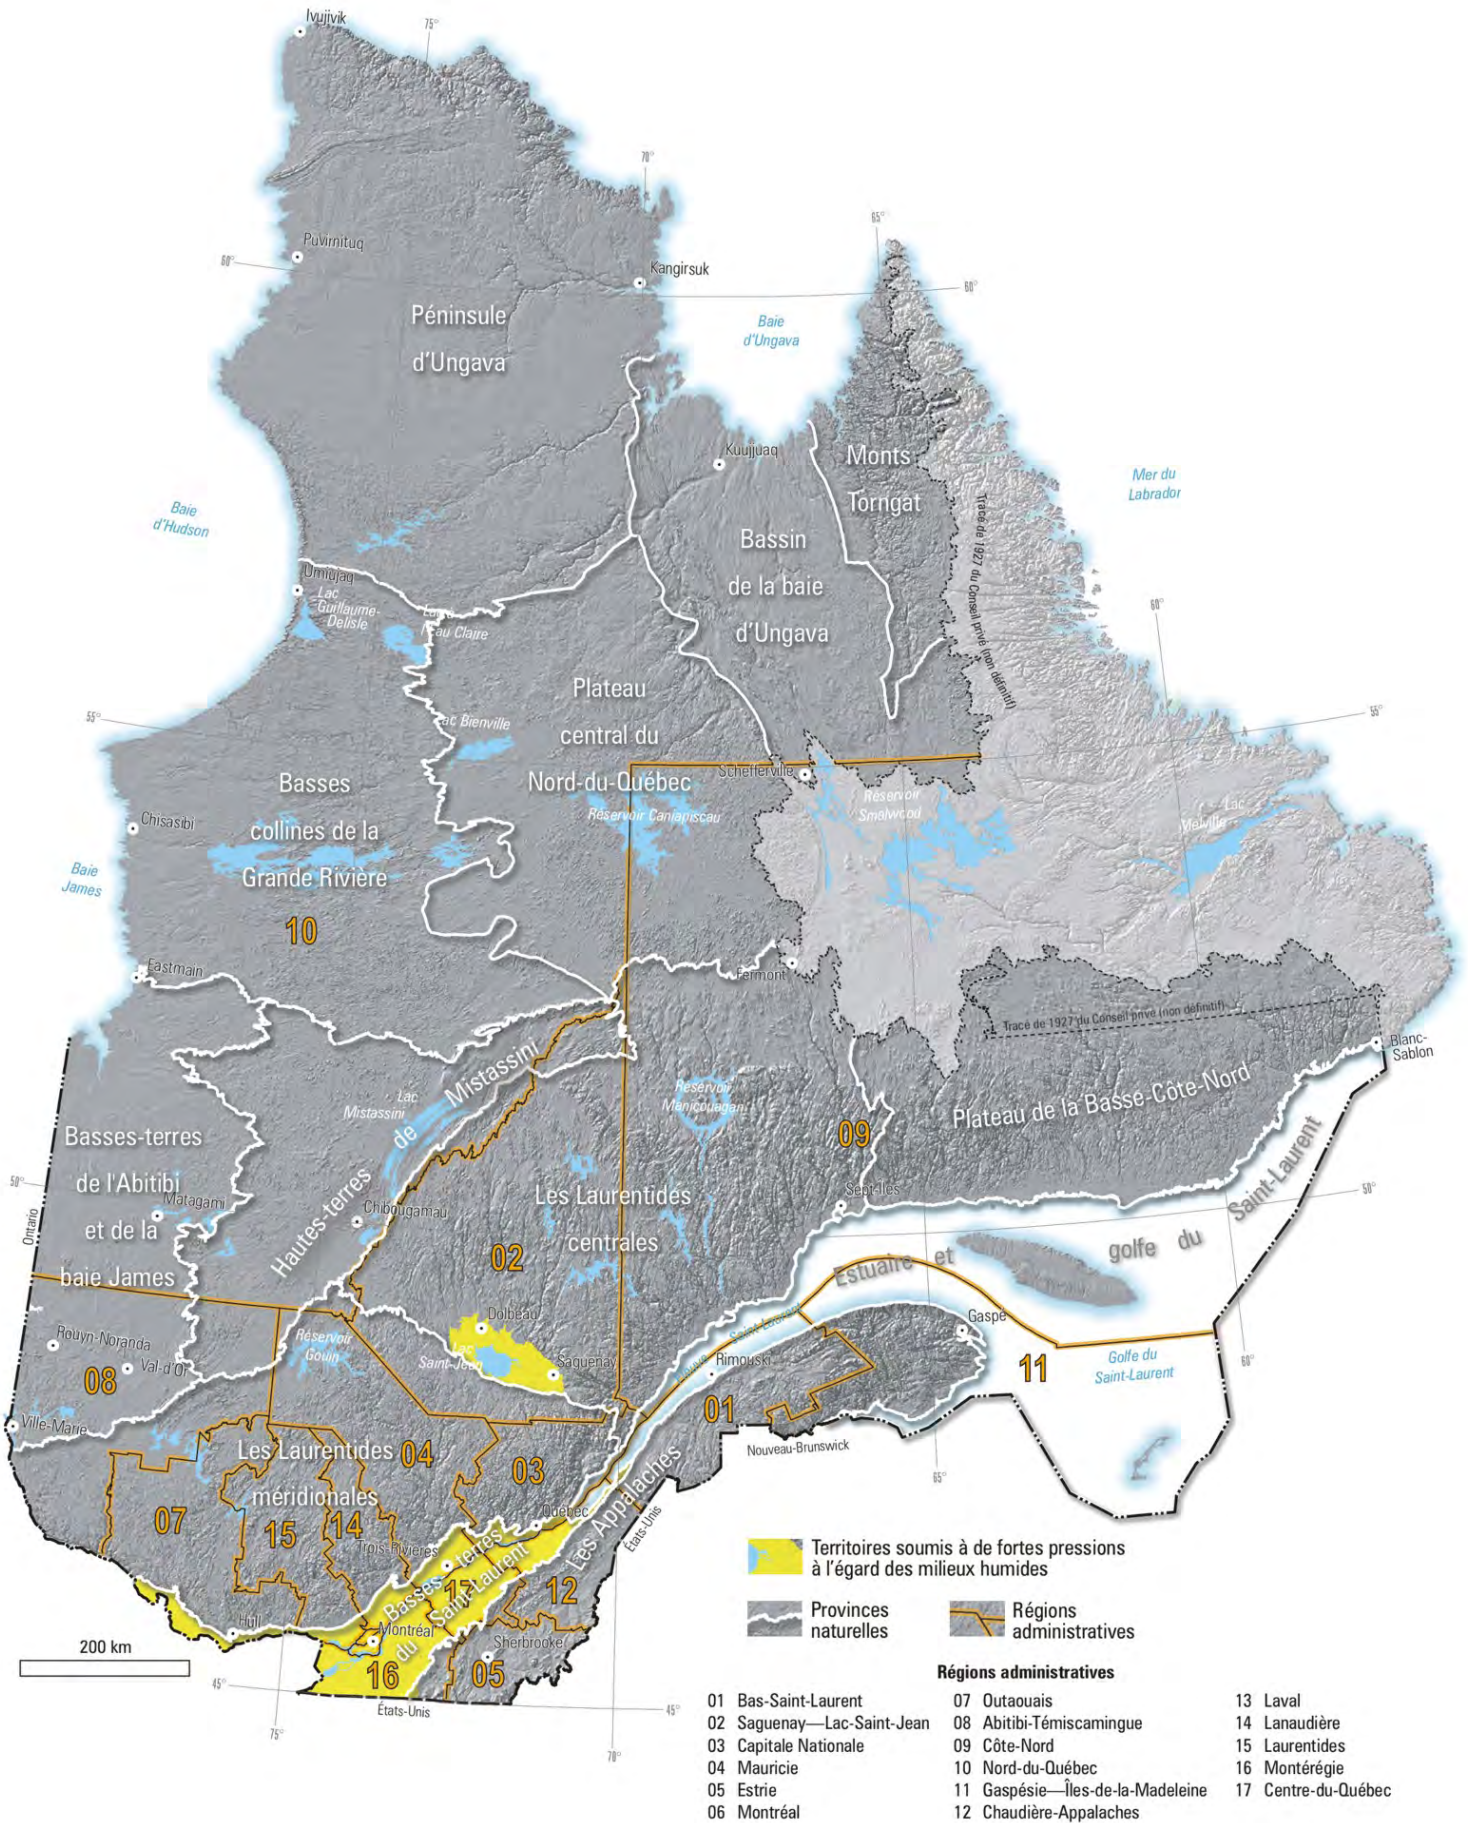 Ivujivik
75°
70°
65°
Puvirnituq
60°
Kangirsuk
60°
Péninsule
d'Ungava
Baie
d'Ungava
Kuujjuaq
Monts
Torngat
Mer du
Labrador
Baie
d'Hudson
Bassin
de la baie
d'Ungava
Tracé de 1927 du Conseil privé (non définitif)
Umiujaq
Lac
Guillaume-
Delisle
Eau Claire
60°
Plateau
central du
Nord-du-Québec
55°
55°
Lac Bienville
Schefferville
Basses
collines de la
Grande Rivière
Réservoir Caniapiscau
Réservoir
Smalwood
Lac
Melville
Chisasibi
Baie
James
10
Eastmain
Fermont
Tracé de 1927 du Conseil privé (non définitif)
Blanc-
Sablon
Hautes-terres de Mistassini
Lac
Mistassini
Réservoir
Manicouagan
Plateau de la Basse-Côte-Nord
09
Basses-terres
de l'Abitibi
et de la
baie James
50°
Matagami
Ontario
Chibougamau
Les Laurentides
centrales
Sept-Iles
50°
02
Estuaire et golfe du Saint-Laurent
Dolbeau
Réservoir
Gouin
Lac
Saint-Jean
Saguenay
Fleuve Saint-Laurent
Gaspé
Rouyn-Noranda
Val-d'Or
08
Rimouski
01
11
Golfe du
Saint-Laurent
60°
Ville-Marie
Nouveau-Brunswick
65°
Les Laurentides
méridionales
04
03
07
15
14
Québec
Les Appalaches
États-Unis
Trois-Rivières
Basses-terres
du Saint-Laurent
17
12
Hull
Montréal
16
Sherbrooke
05
200 km
45°
États-Unis
45°
75°
70°
Territoires soumis à de fortes pressions
à l'égard des milieux humides
Provinces
naturelles
Régions
administratives
Régions administratives
01 Bas-Saint-Laurent
02 Saguenay—Lac-Saint-Jean
03 Capitale Nationale
04 Mauricie
05 Estrie
06 Montréal
07 Outaouais
08 Abitibi-Témiscamingue
09 Côte-Nord
10 Nord-du-Québec
11 Gaspésie—Îles-de-la-Madeleine
12 Chaudière-Appalaches
13 Laval
14 Lanaudière
15 Laurentides
16 Montérégie
17 Centre-du-Québec